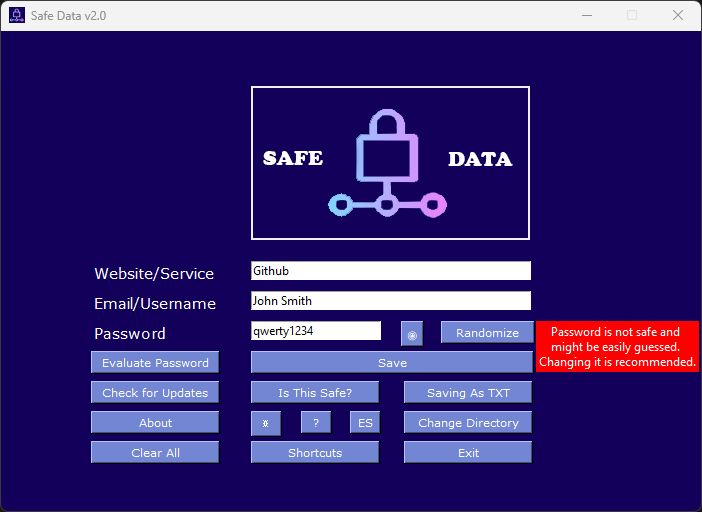 Safe Data v2.0
SAFE DATA
Website/Service Github
Email/Username John Smith
Password qwerty1234 Randomize
Password is not safe and
might be easily guessed.
Changing it is recommended.
Evaluate Password Save
Check for Updates Is This Safe? Saving As TXT
About ¤ ? ES Change Directory
Clear All Shortcuts Exit